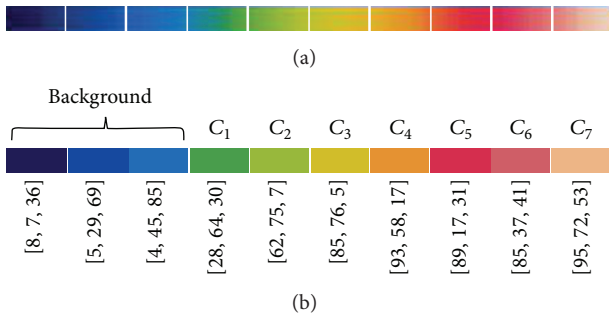 (a)
Background
C1 C2 C3 C4 C5 C6 C7
[8, 7, 36]
[5, 29, 69]
[4, 45, 85]
[28, 64, 30]
[62, 75, 7]
[85, 76, 5]
[93, 58, 17]
[89, 17, 31]
[85, 37, 41]
[95, 72, 53]
(b)